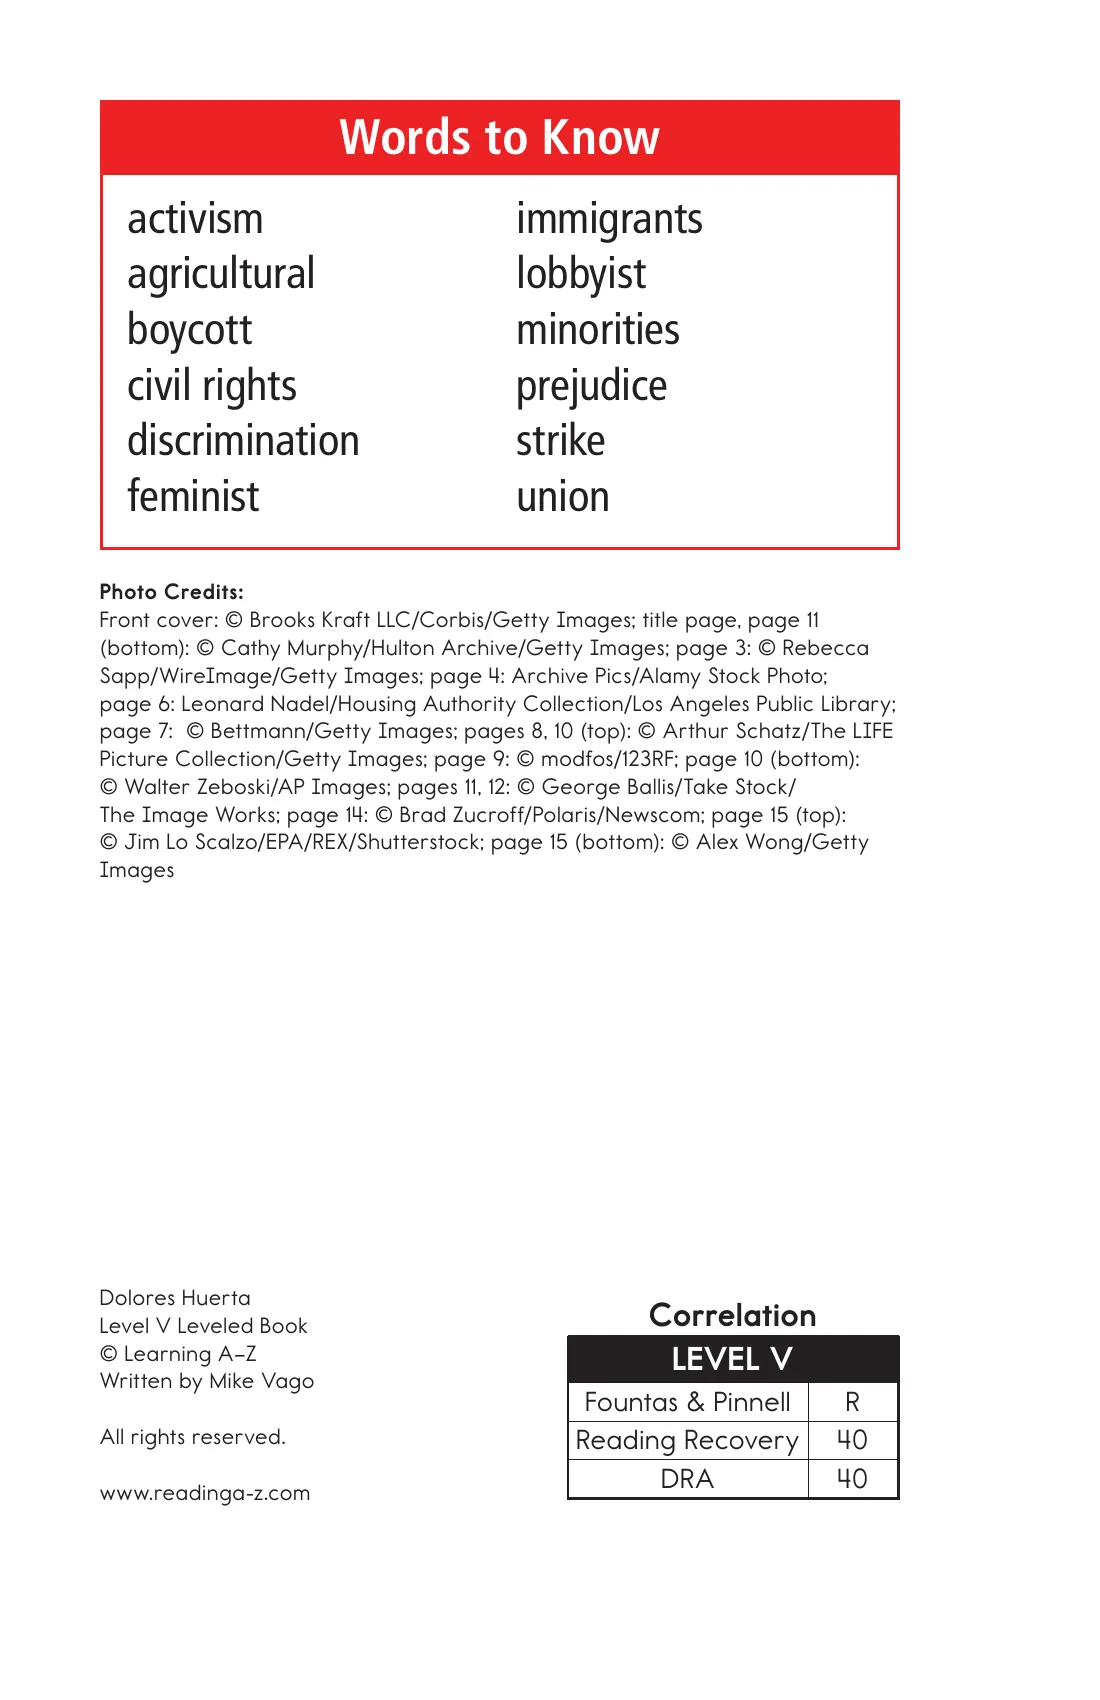 Words to Know
activism
agricultural
boycott
civil rights
discrimination
feminist
immigrants
lobbyist
minorities
prejudice
strike
union
Photo Credits:
Front cover: © Brooks Kraft LLC/Corbis/Getty Images; title page, page 11
(bottom): © Cathy Murphy/Hulton Archive/Getty Images; page 3: © Rebecca
Sapp/WireImage/Getty Images; page 4: Archive Pics/Alamy Stock Photo;
page 6: Leonard Nadel/Housing Authority Collection/Los Angeles Public Library;
page 7:  © Bettmann/Getty Images; pages 8, 10 (top): © Arthur Schatz/The LIFE
Picture Collection/Getty Images; page 9: © modfos/123RF; page 10 (bottom):
© Walter Zeboski/AP Images; pages 11, 12: © George Ballis/Take Stock/
The Image Works; page 14: © Brad Zucroff/Polaris/Newscom; page 15 (top):
© Jim Lo Scalzo/EPA/REX/Shutterstock; page 15 (bottom): © Alex Wong/Getty
Images
Dolores Huerta
Level V Leveled Book
© Learning A–Z
Written by Mike Vago
All rights reserved.
www.readinga-z.com
Correlation
LEVEL V
Fountas & Pinnell R
Reading Recovery 40
DRA 40